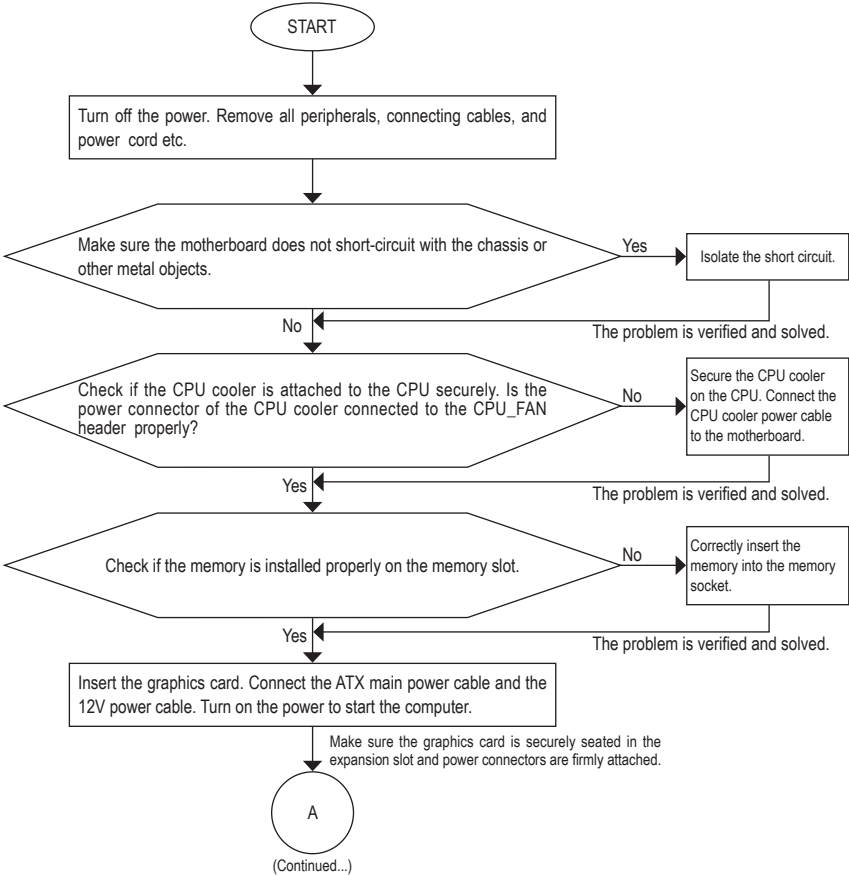 START
Turn off the power. Remove all peripherals, connecting cables, and
power cord etc.
Make sure the motherboard does not short-circuit with the chassis or
other metal objects.
Yes
Isolate the short circuit.
No
The problem is verified and solved.
Check if the CPU cooler is attached to the CPU securely. Is the
power connector of the CPU cooler connected to the CPU_FAN
header properly?
No
Secure the CPU cooler
on the CPU. Connect the
CPU cooler power cable
to the motherboard.
Yes
The problem is verified and solved.
Check if the memory is installed properly on the memory slot.
No
Correctly insert the
memory into the memory
socket.
Yes
The problem is verified and solved.
Insert the graphics card. Connect the ATX main power cable and the
12V power cable. Turn on the power to start the computer.
Make sure the graphics card is securely seated in the
expansion slot and power connectors are firmly attached.
A
(Continued...)